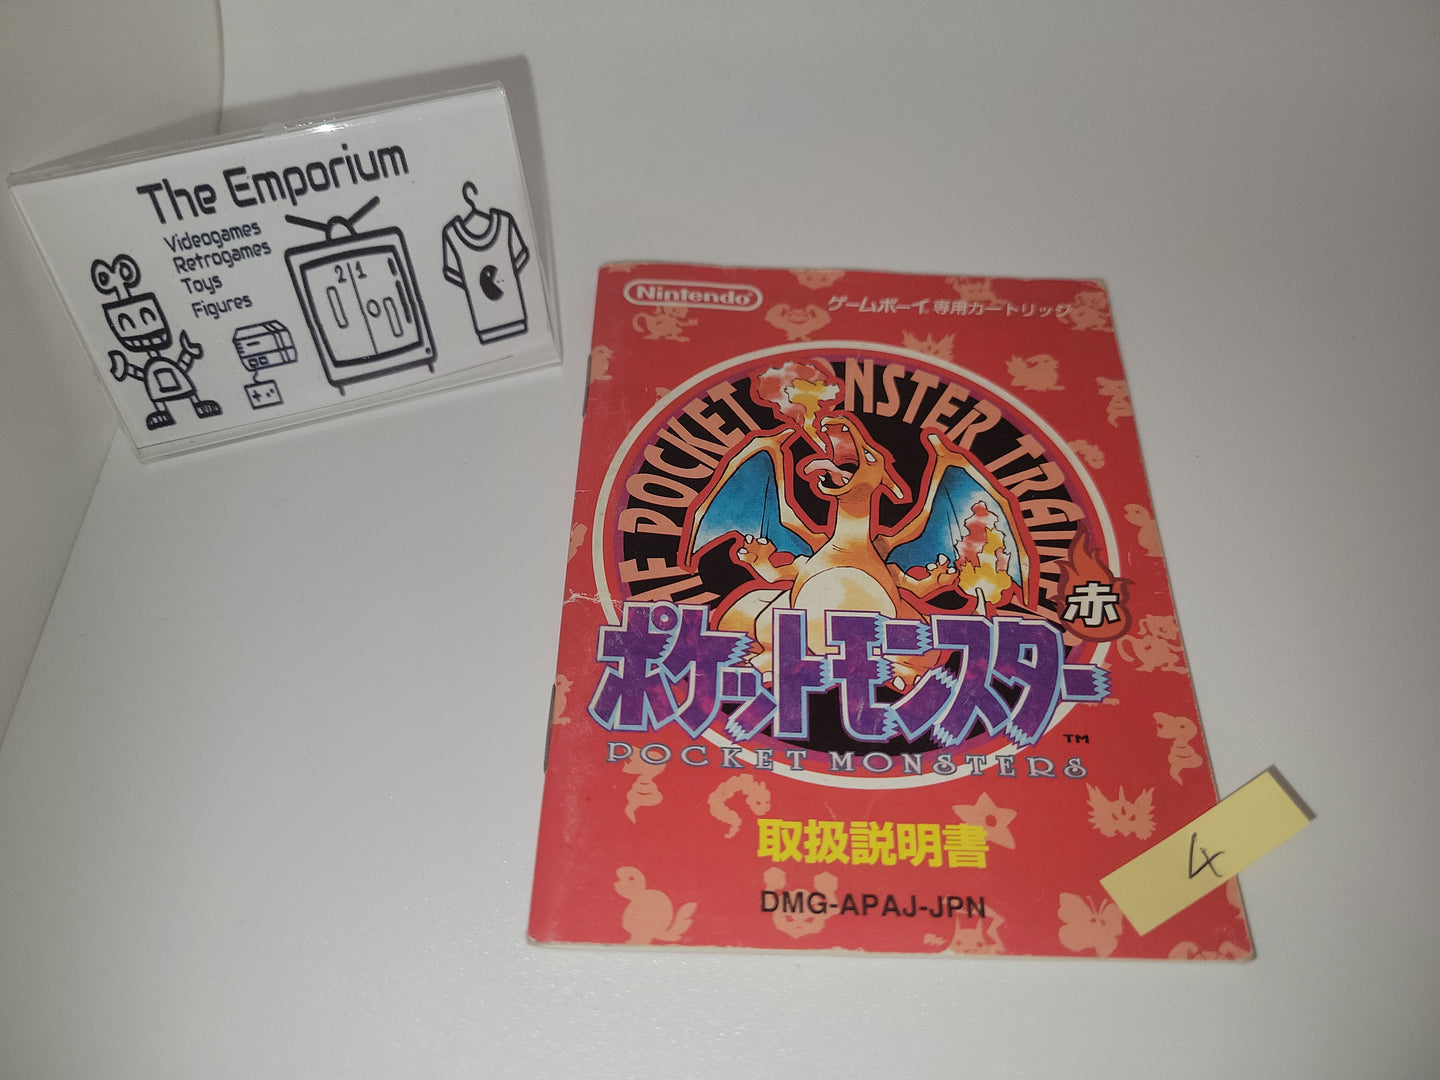 The Emporium
Videogames
Retrogames
Toys
Figures
2 1
Nintendo
ゲームボーイ専用カートリッジ
THE POCKET MONSTER TRAINER
赤
ポケットモンスター
TM
POCKET MONSTERS
取扱説明書
DMG-APAJ-JPN
4